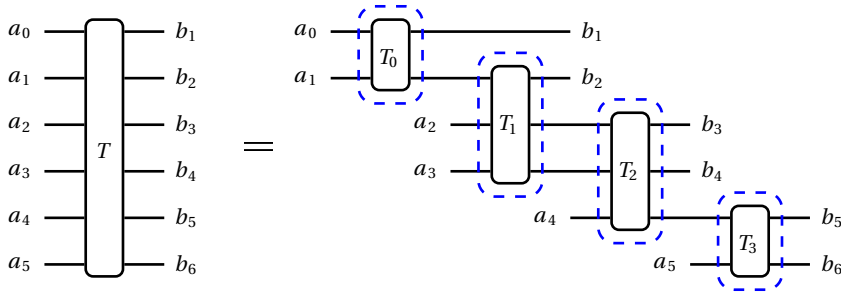 a₀ b₁ a₀ T₀ b₁
a₁ b₂ a₁ T₁ b₂
a₂ b₃ a₂ b₃
T = T₂
a₃ b₄ a₃ b₄
a₄ b₅ a₄ T₃ b₅
a₅ b₆ a₅ b₆